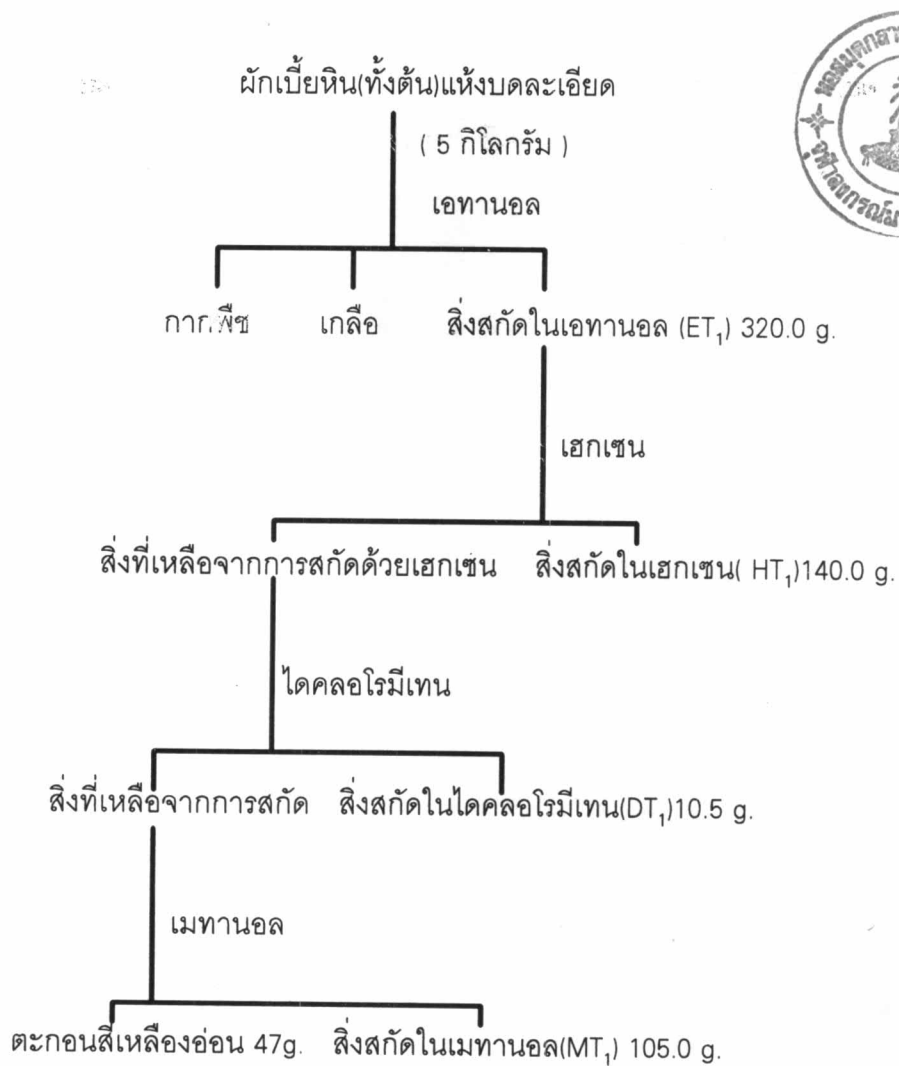 ผักเบี้ยหิน(ทั้งต้น)แห้งบดละเอียด
( 5 กิโลกรัม )
เอทานอล
กากพืช เกลือ สิ่งสกัดในเอทานอล (ET₁) 320.0 g.
เฮกเซน
สิ่งที่เหลือจากการสกัดด้วยเฮกเซน สิ่งสกัดในเฮกเซน( HT₁)140.0 g.
ไดคลอโรมีเทน
สิ่งที่เหลือจากการสกัด สิ่งสกัดในไดคลอโรมีเทน(DT₁)10.5 g.
เมทานอล
ตะกอนสีเหลืองอ่อน 47g. สิ่งสกัดในเมทานอล(MT₁) 105.0 g.